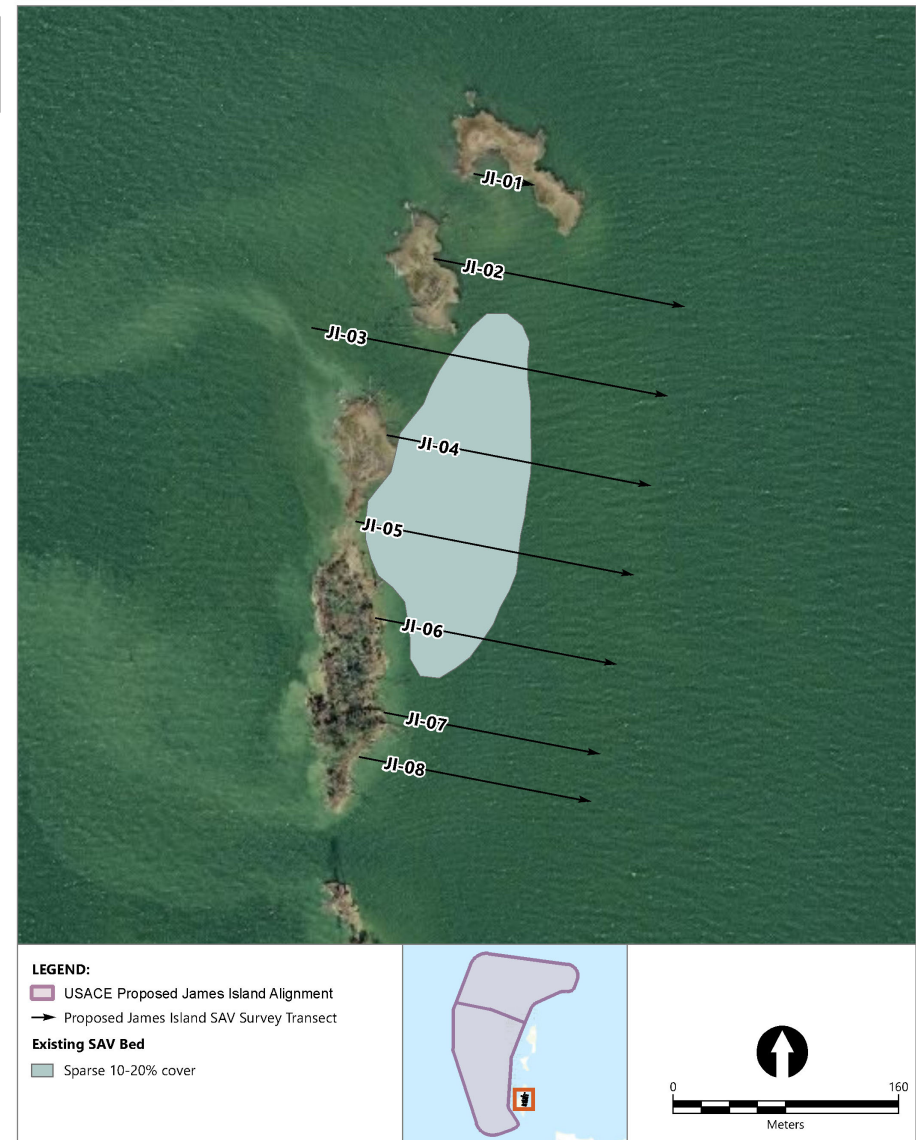 JI-01
JI-02
JI-03
JI-04
JI-05
JI-06
JI-07
JI-08
LEGEND:
USACE Proposed James Island Alignment
Proposed James Island SAV Survey Transect
Existing SAV Bed
Sparse 10-20% cover
0 160
Meters